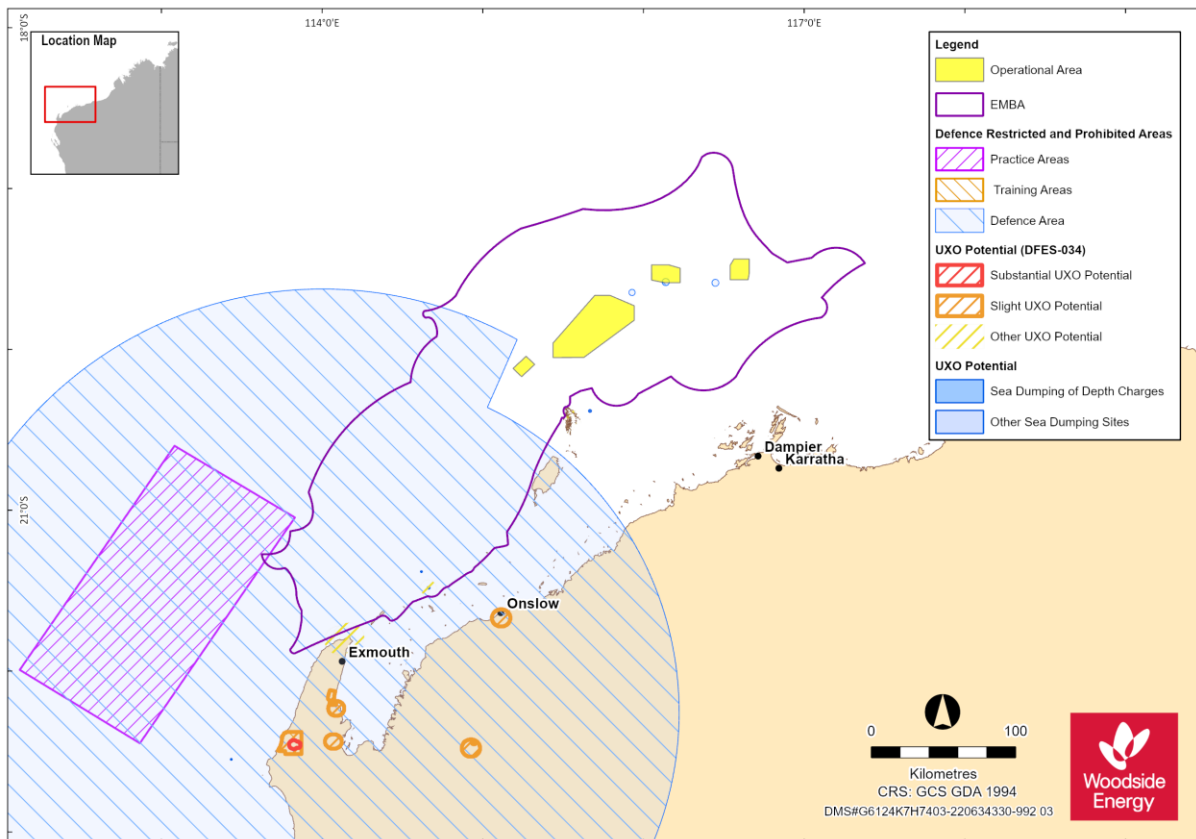 114°0'E
117°0'E
18°0'S
21°0'S
Location Map
Legend
Operational Area
EMBA
Defence Restricted and Prohibited Areas
Practice Areas
Training Areas
Defence Area
UXO Potential (DFES-034)
Substantial UXO Potential
Slight UXO Potential
Other UXO Potential
UXO Potential
Sea Dumping of Depth Charges
Other Sea Dumping Sites
Dampier
Karratha
Onslow
Exmouth
0
100
Kilometres
CRS: GCS GDA 1994
DMS#G6124K7H7403-220634330-992 03
Woodside
Energy